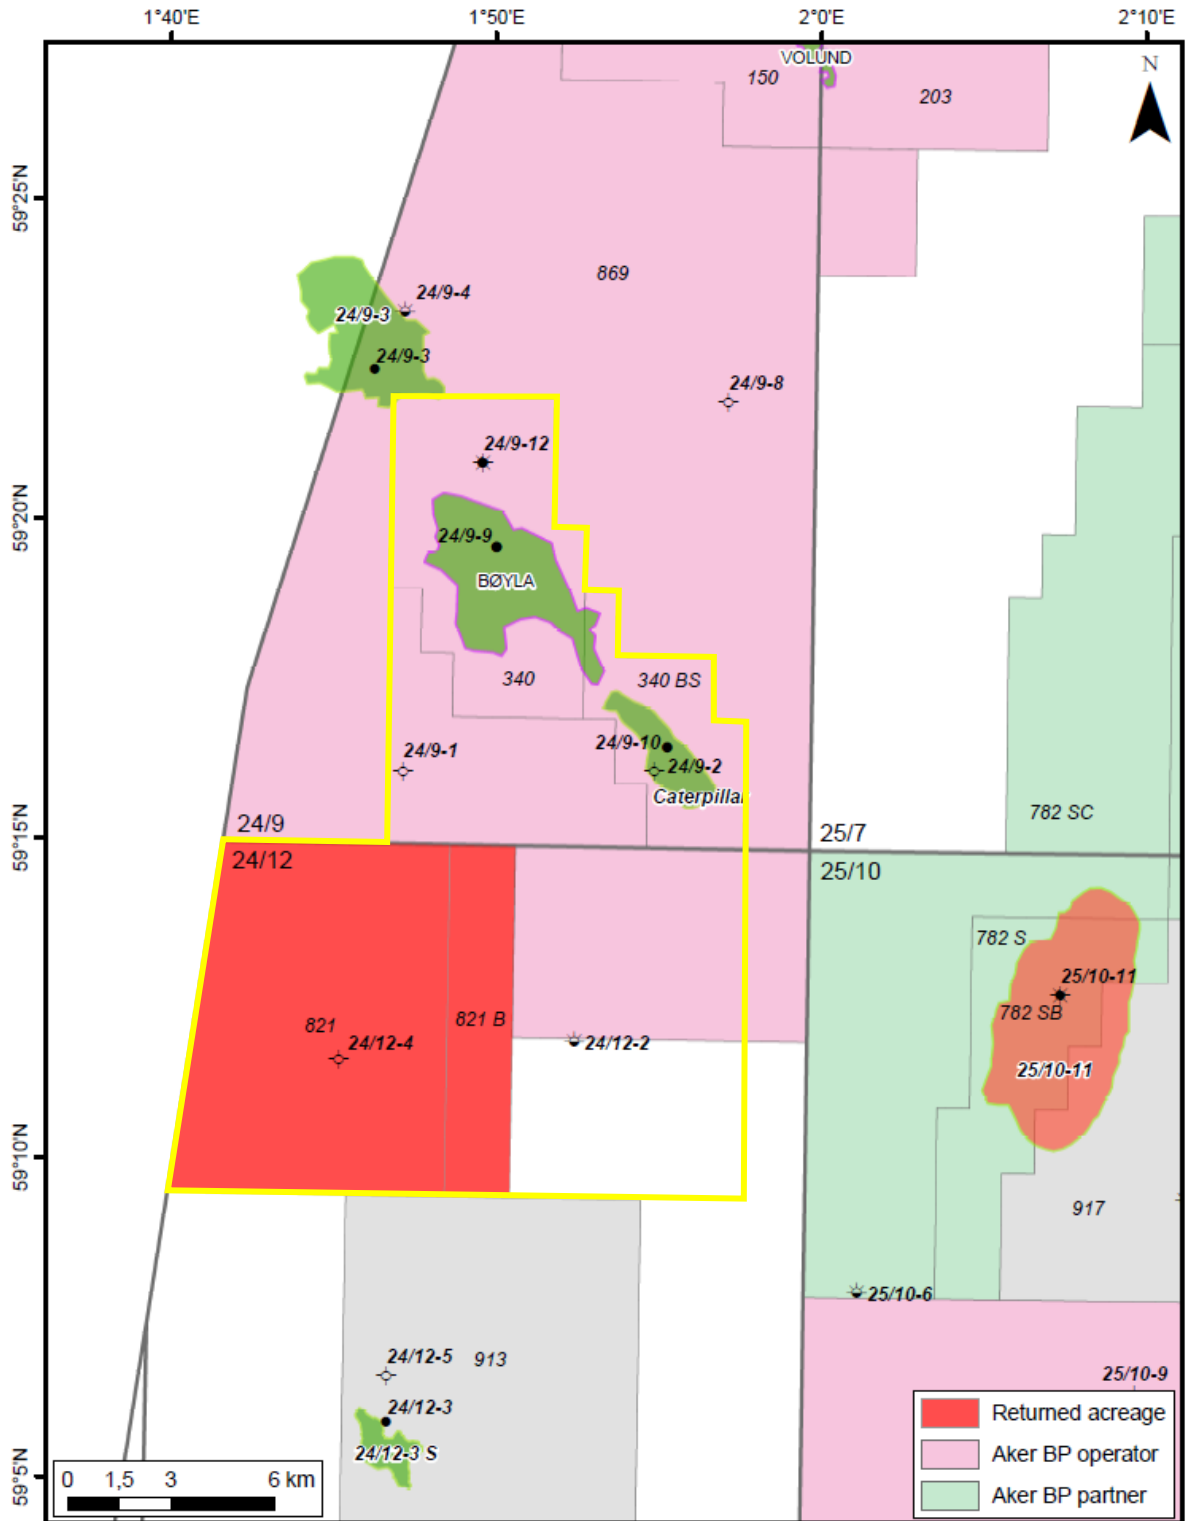 1°40'E
1°50'E
2°0'E
2°10'E
N
VOLUND
150
203
59°25'N
869
24/9-4
24/9-3
24/9-3
24/9-8
24/9-12
59°20'N
24/9-9
BØYLA
340
340 BS
24/9-10
24/9-1
24/9-2
Caterpillar
782 SC
59°15'N
24/9
25/7
24/12
25/10
782 S
25/10-11
782 SB
821
821 B
24/12-4
24/12-2
25/10-11
59°10'N
917
25/10-6
24/12-5
913
25/10-9
24/12-3
24/12-3 S
59°5'N
0 1,5 3 6 km
Returned acreage
Aker BP operator
Aker BP partner